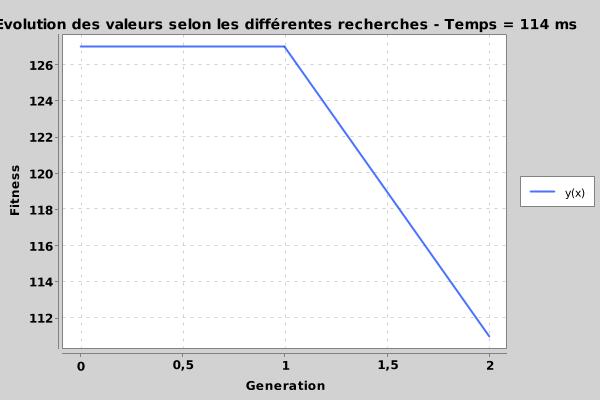 Evolution des valeurs selon les différentes recherches - Temps = 114 ms
126
124
122
120
118
116
114
112
Fitness
0 0,5 1 1,5 2
Generation
y(x)